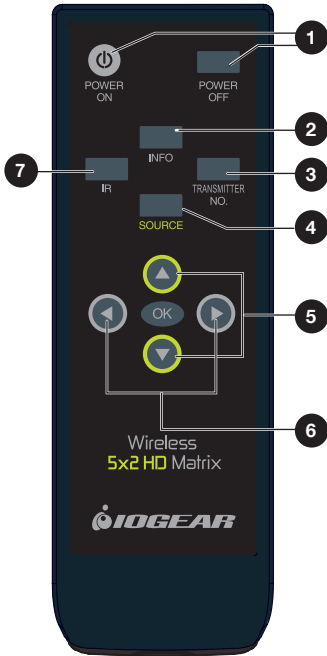 1
POWER
ON
POWER
OFF
2
INFO
7
IR
3
TRANSMITTER
NO.
4
SOURCE
5
OK
6
Wireless
5x2 HD Matrix
IOGEAR